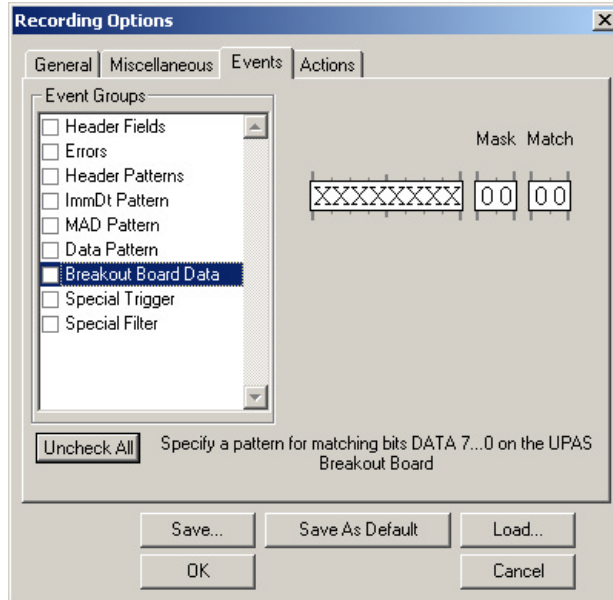 Recording Options
General Miscellaneous Events Actions
Event Groups
Header Fields
Errors
Header Patterns
ImmDt Pattern
MAD Pattern
Data Pattern
Breakout Board Data
Special Trigger
Special Filter
Mask Match
XXXXXXXX 00 00
Uncheck All
Specify a pattern for matching bits DATA 7...0 on the UPAS
Breakout Board
Save... Save As Default Load...
OK Cancel